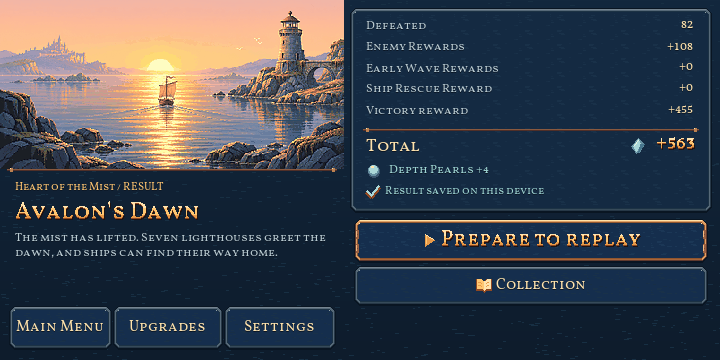 Heart of the Mist / RESULT
Avalon's Dawn
The mist has lifted. Seven lighthouses greet the
dawn, and ships can find their way home.
Main Menu
Upgrades
Settings
Defeated 82
Enemy Rewards +108
Early Wave Rewards +0
Ship Rescue Reward +0
Victory reward +455
Total +563
Depth Pearls +4
Result saved on this device
Prepare to replay
Collection